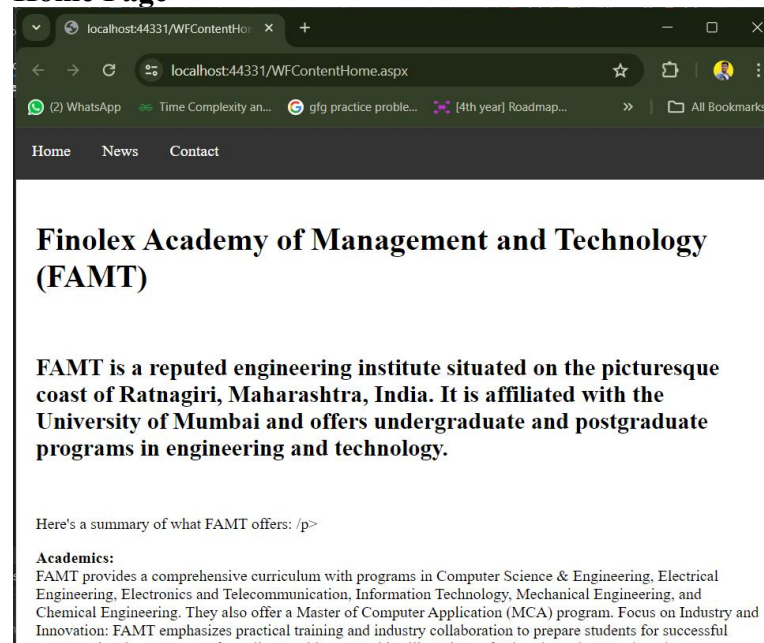 Home Page
localhost:44331/WFContentHo
localhost:44331/WFContentHome.aspx
(2) WhatsApp Time Complexity an... gfg practice proble... [4th year] Roadmap... » All Bookmarks
Home News Contact
Finolex Academy of Management and Technology
(FAMT)
FAMT is a reputed engineering institute situated on the picturesque
coast of Ratnagiri, Maharashtra, India. It is affiliated with the
University of Mumbai and offers undergraduate and postgraduate
programs in engineering and technology.
Here's a summary of what FAMT offers: /p>
Academics:
FAMT provides a comprehensive curriculum with programs in Computer Science & Engineering, Electrical
Engineering, Electronics and Telecommunication, Information Technology, Mechanical Engineering, and
Chemical Engineering. They also offer a Master of Computer Application (MCA) program. Focus on Industry and
Innovation: FAMT emphasizes practical training and idustry collaboration to prepare students for successful